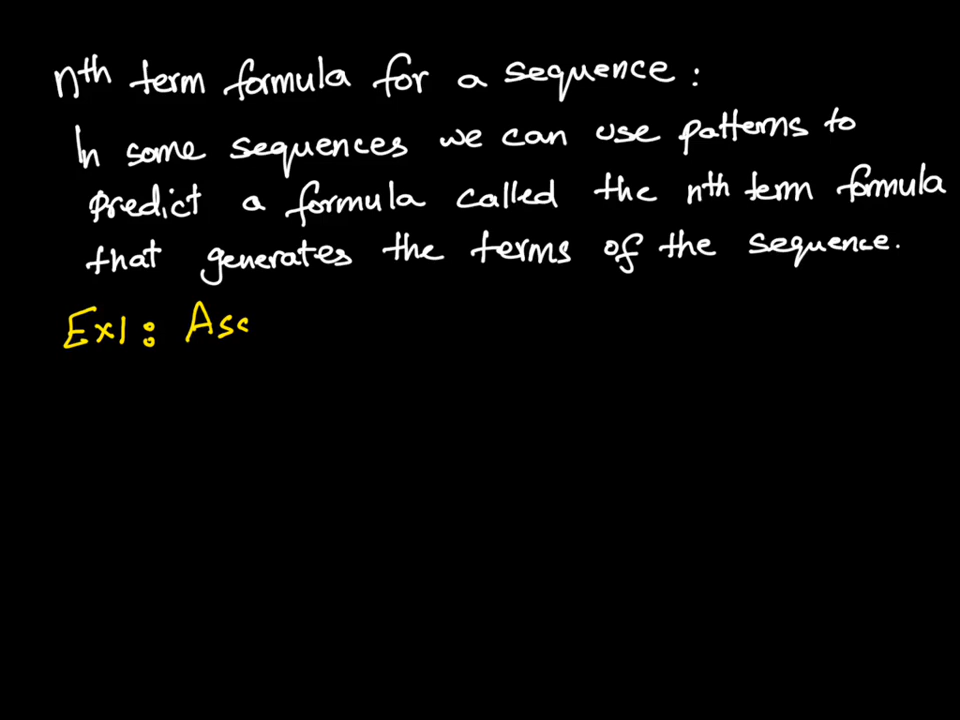 nth term formula for a sequence:
In some sequences we can use patterns to
predict a formula called the nth term formula
that generates the terms of the sequence.
Ex1: Asc